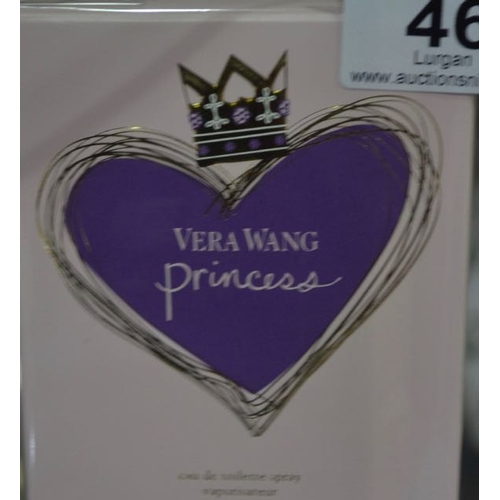 46
Lurgan
www.auctionsni
VERA WANG
princess
eau de toilette spray
vaporisateur